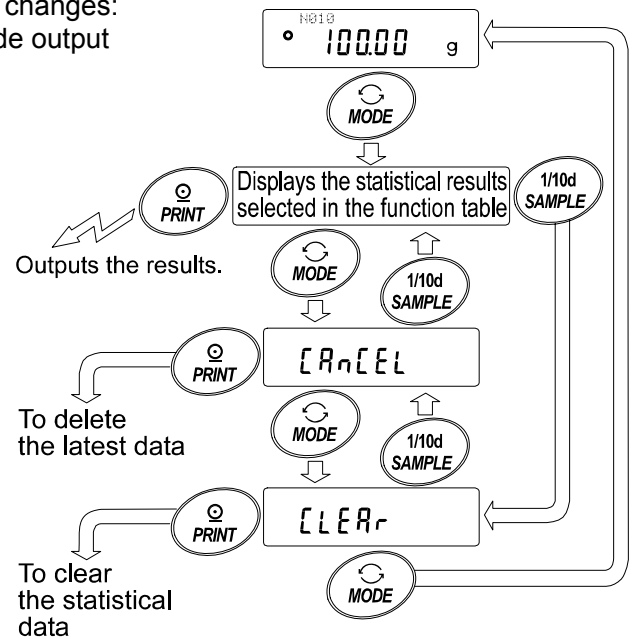 changes:
de output
N010
100.00 g
MODE
Displays the statistical results
selected in the function table
PRINT
1/10d
SAMPLE
Outputs the results.
MODE
1/10d
SAMPLE
PRINT
CAnCEL
To delete
the latest data
MODE
1/10d
SAMPLE
PRINT
CLEAr
To clear
the statistical
data
MODE